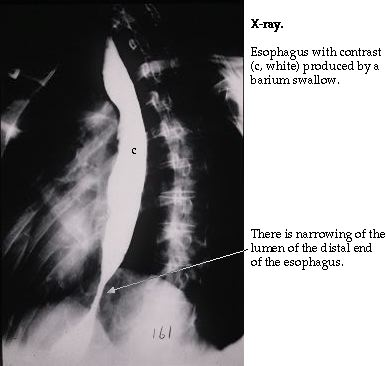 X-ray.
Esophagus with contrast
(c, white) produced by a
barium swallow.
c
There is narrowing of the
lumen of the distal end
of the esophagus.
161